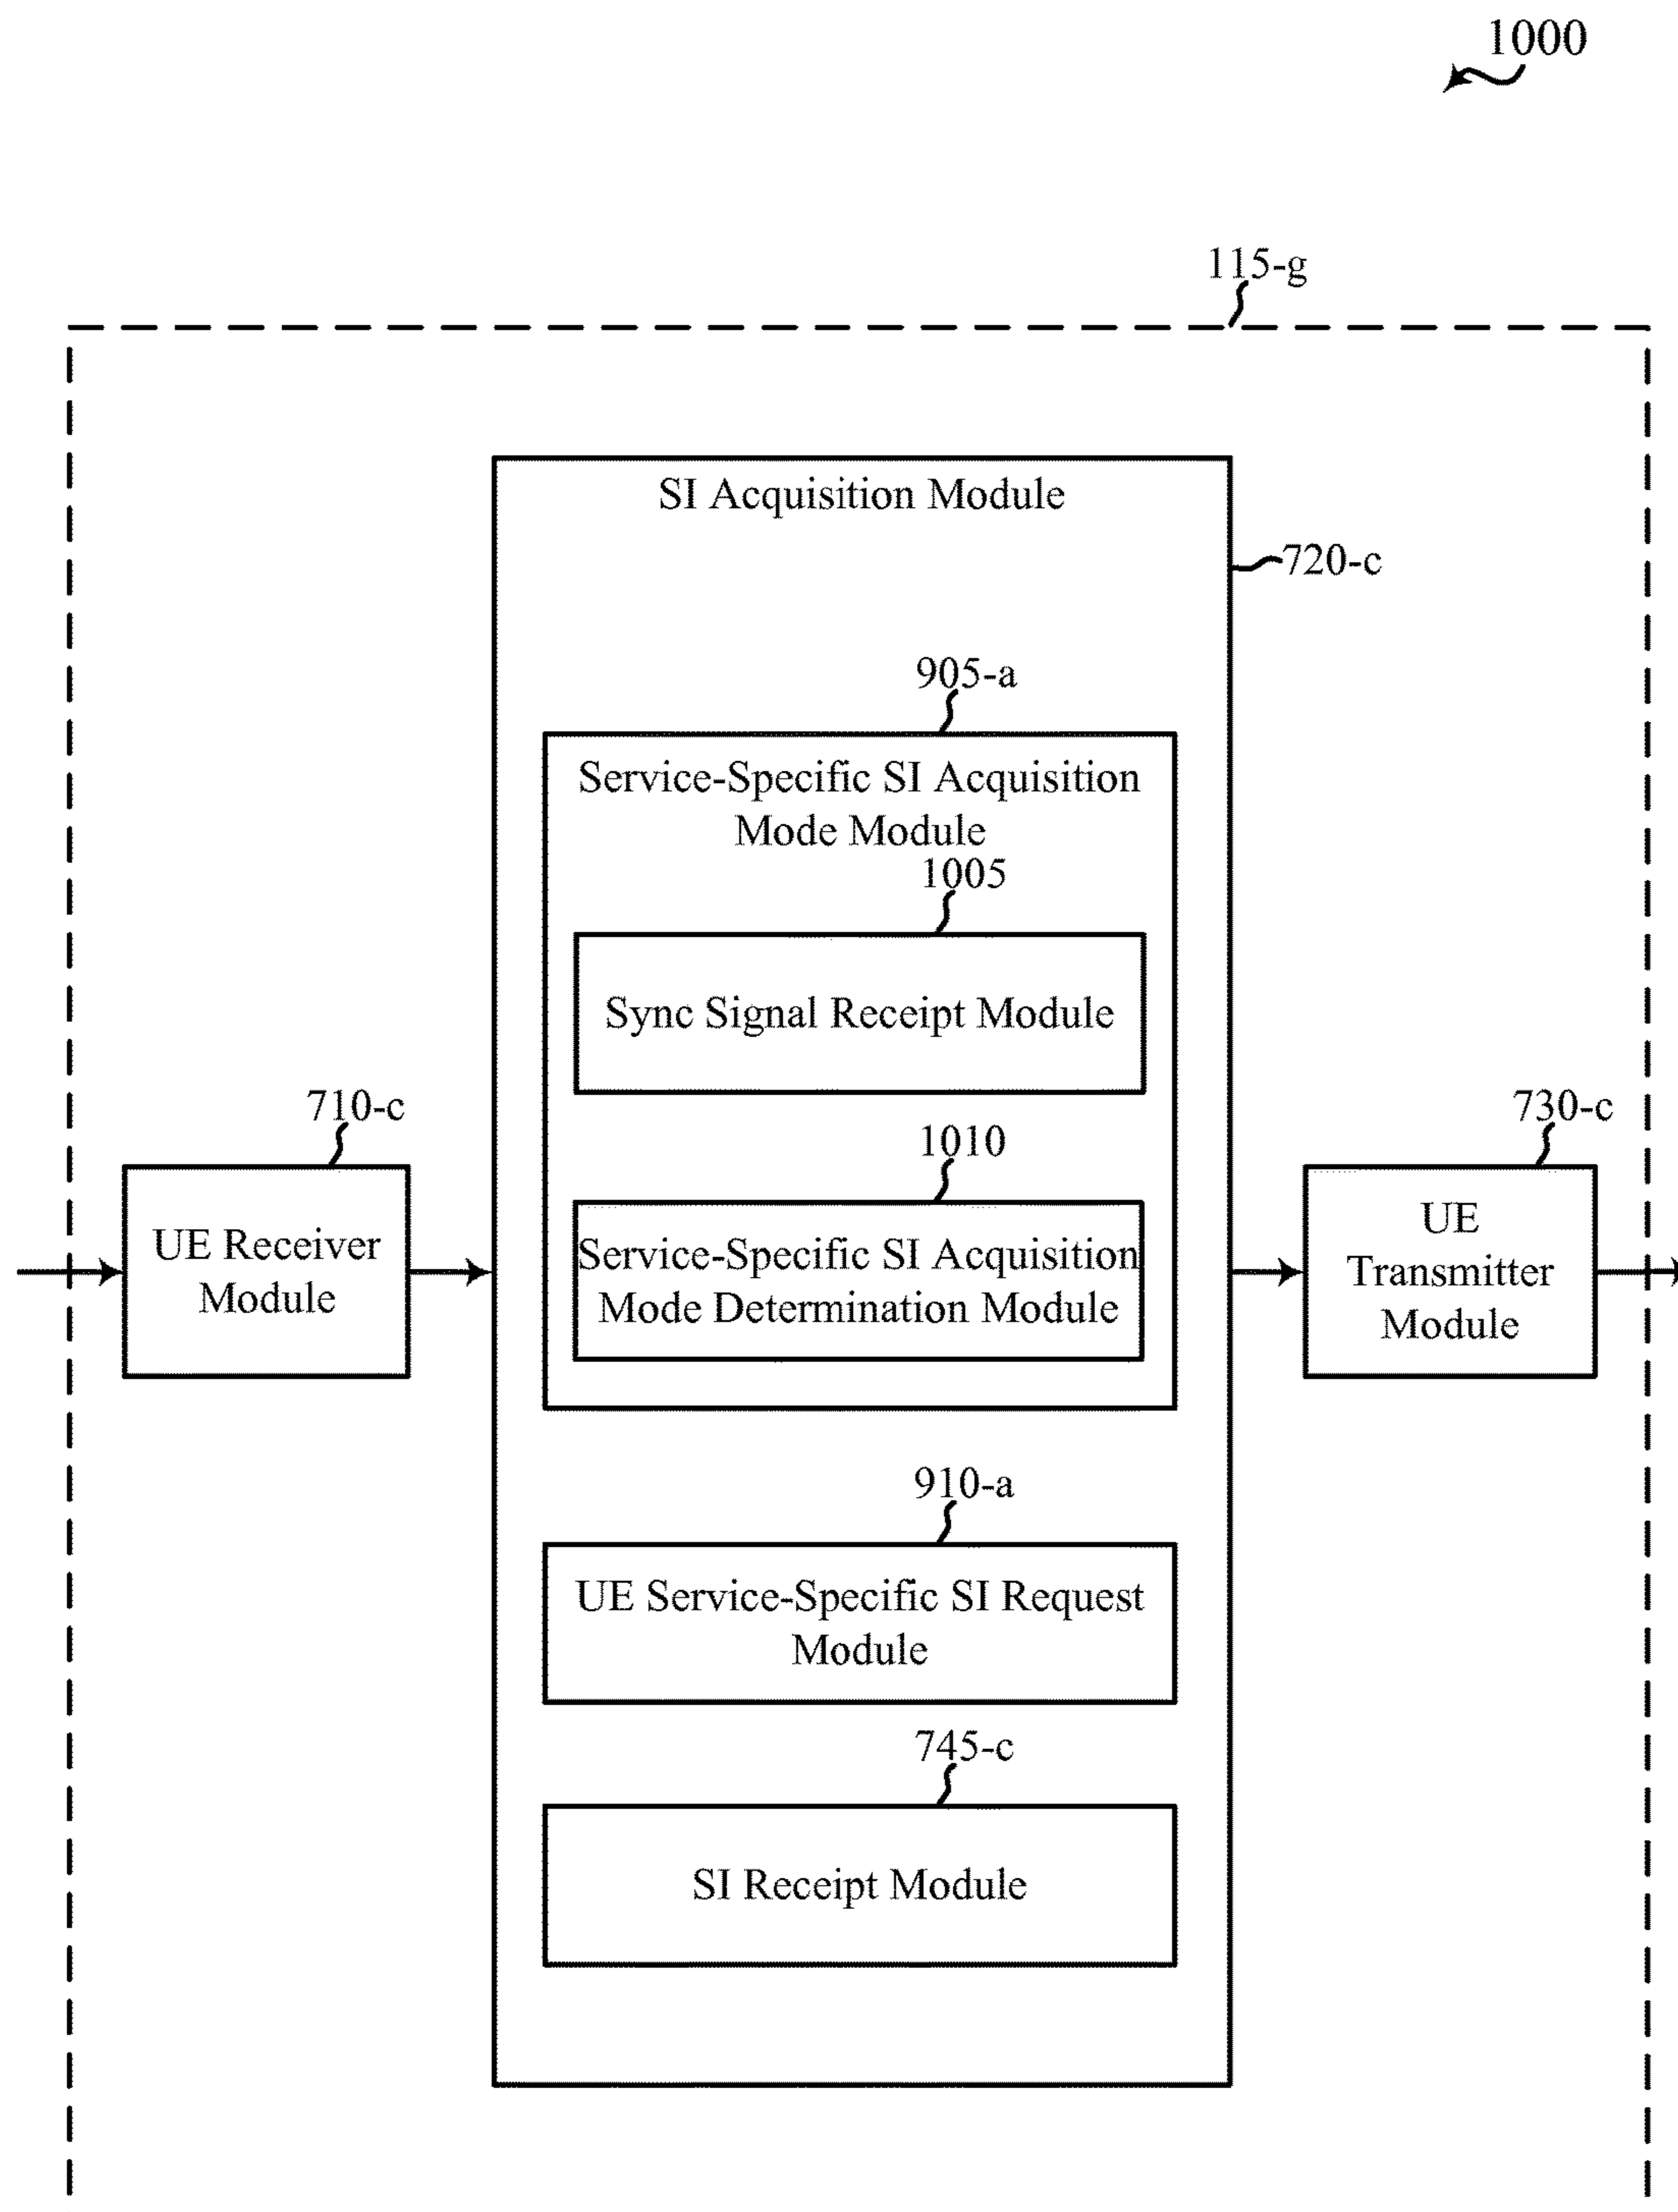 1000
115-g
SI Acquisition Module
720-c
905-a
Service-Specific SI Acquisition
Mode Module
1005
Sync Signal Receipt Module
710-c
UE Receiver
Module
1010
Service-Specific SI Acquisition
Mode Determination Module
730-c
UE
Transmitter
Module
910-a
UE Service-Specific SI Request
Module
745-c
SI Receipt Module